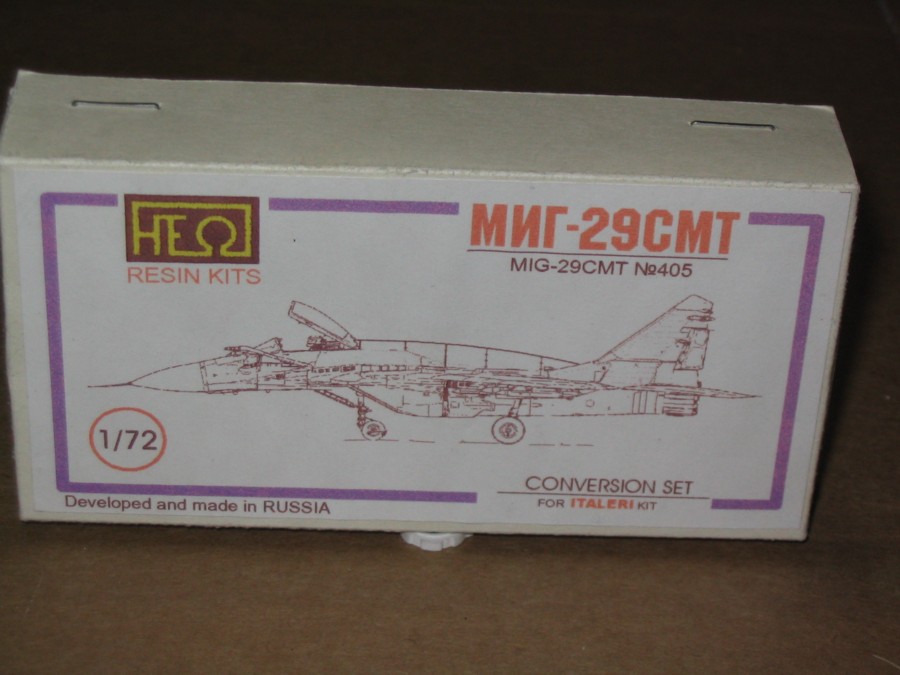 НЕΩ
RESIN KITS
МИГ-29СМТ
MIG-29CMT №405
1/72
CONVERSION SET
FOR ITALERI KIT
Developed and made in RUSSIA